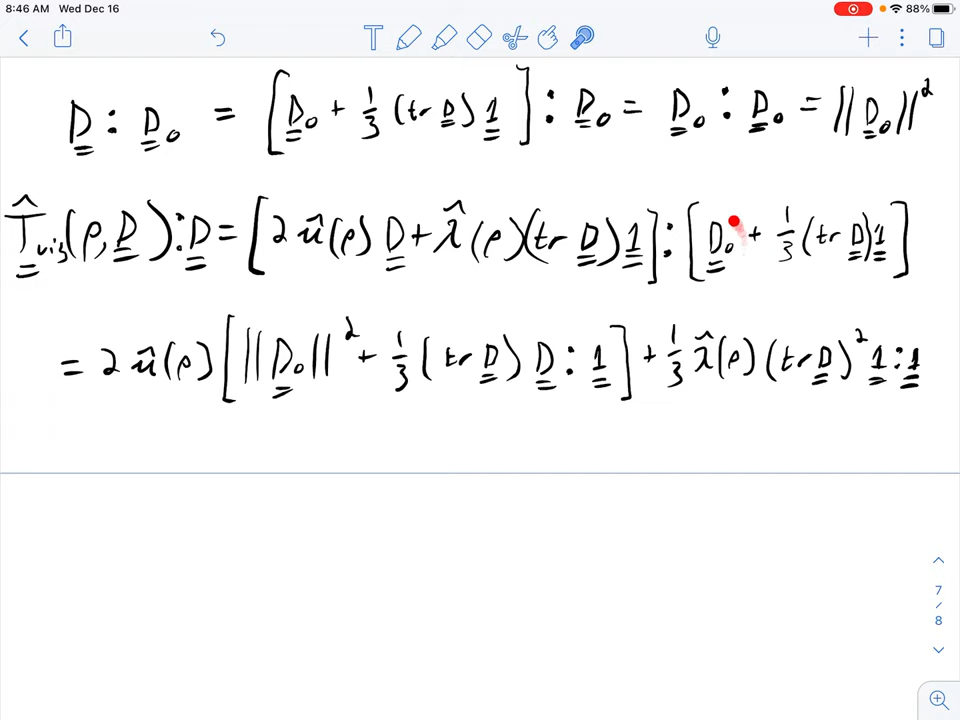 8:46 AM Wed Dec 16 88%
T
D : D₀ = [D₀ + 1/3 (tr D) 1] : D₀ = D₀ : D₀ = ||D₀||²
T̂vis(ρ, D) : D = [2 μ̂(ρ) D + λ̂(ρ)(tr D) 1] : [D₀ + 1/3 (tr D) 1]
= 2 μ̂(ρ) [||D₀||² + 1/3 (tr D) D : 1] + 1/3 λ̂(ρ) (tr D)² 1 : 1
7
/
8